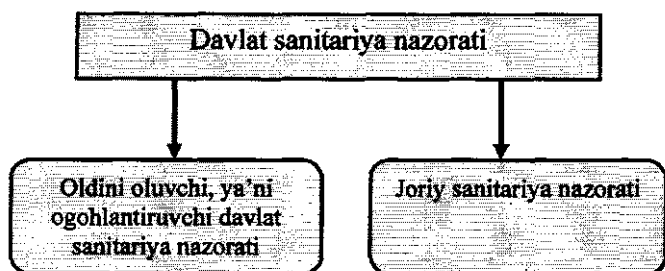 Davlat sanitariya nazorati
Oldini oluvchi, ya'ni
ogohlantiruvchi davlat
sanitariya nazorati
Joriy sanitariya nazorati